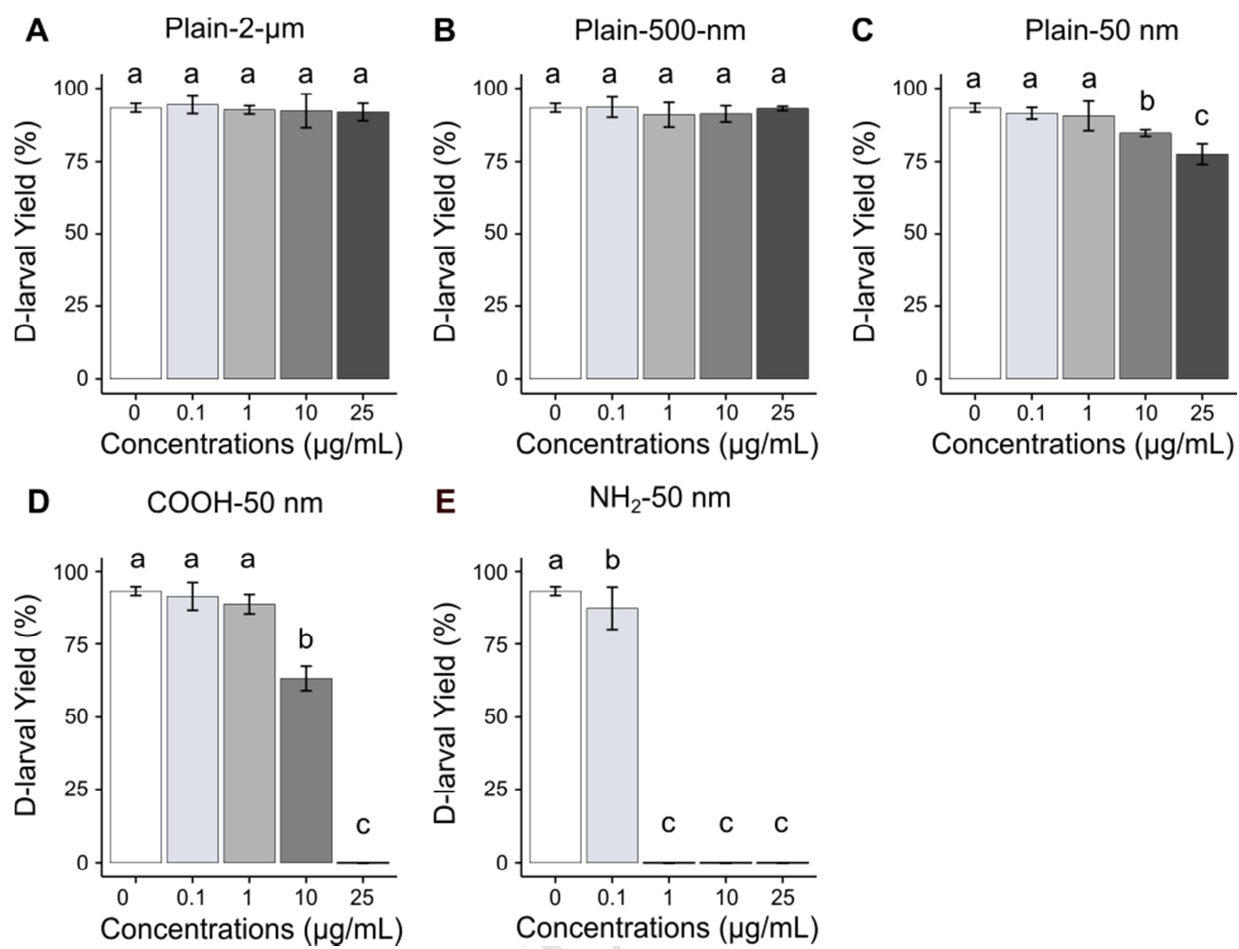 A Plain-2-µm
B Plain-500-nm
C Plain-50 nm
a a a a a
a a a a a
a a a b c
D-larval Yield (%)
100
75
50
25
0
D-larval Yield (%)
100
75
50
25
0
D-larval Yield (%)
100
75
50
25
0
0 0.1 1 10 25
0 0.1 1 10 25
0 0.1 1 10 25
Concentrations (µg/mL)
Concentrations (µg/mL)
Concentrations (µg/mL)
D COOH-50 nm
E NH₂-50 nm
a a a b c
a b c c c
D-larval Yield (%)
100
75
50
25
0
D-larval Yield (%)
100
75
50
25
0
0 0.1 1 10 25
0 0.1 1 10 25
Concentrations (µg/mL)
Concentrations (µg/mL)